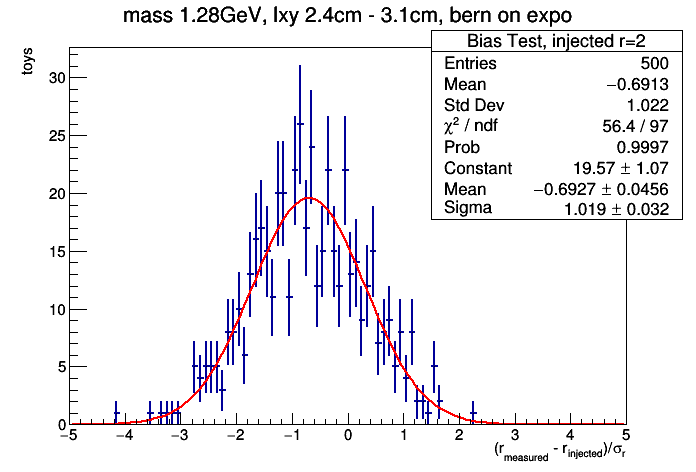 mass 1.28GeV, lxy 2.4cm - 3.1cm, bern on expo
Bias Test, injected r=2
Entries 500
Mean −0.6913
Std Dev 1.022
χ² / ndf 56.4 / 97
Prob 0.9997
Constant 19.57 ± 1.07
Mean −0.6927 ± 0.0456
Sigma 1.019 ± 0.032
toys
30
25
20
15
10
5
0
−5 −4 −3 −2 −1 0 1 2 3 4 5
(r_measured - r_injected)/σ_r